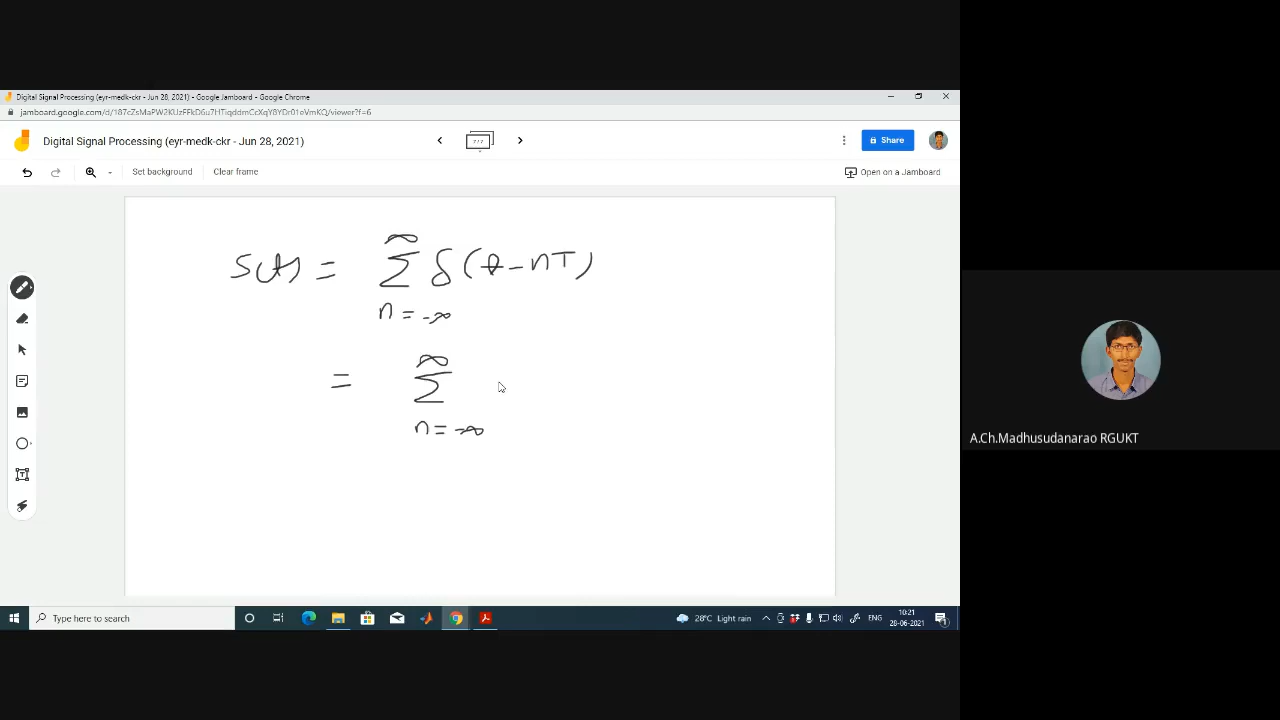 Digital Signal Processing (eyr-medk-ckr - Jun 28, 2021) - Google Jamboard - Google Chrome
Digital Signal Processing (eyr-medk-ckr - Jun 28, 2021)
7 / 7
Share
Set background
Clear frame
Open on a Jamboard
S(t) = ∞ ∑ n = -∞ δ(t - nT)
= ∞ ∑ n = -∞
A.Ch.Madhusudanarao RGUKT
Type here to search
28°C Light rain
ENG
10:21
28-06-2021